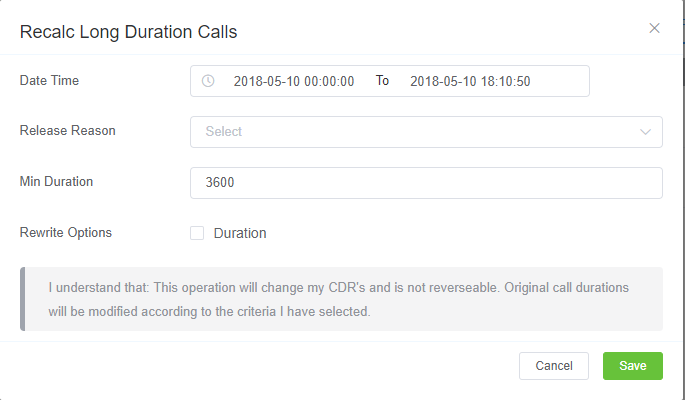 Recalc Long Duration Calls
Date Time
2018-05-10 00:00:00 To 2018-05-10 18:10:50
Release Reason
Select
Min Duration
3600
Rewrite Options
Duration
I understand that: This operation will change my CDR's and is not reverseable. Original call durations
will be modified according to the criteria I have selected.
Cancel
Save